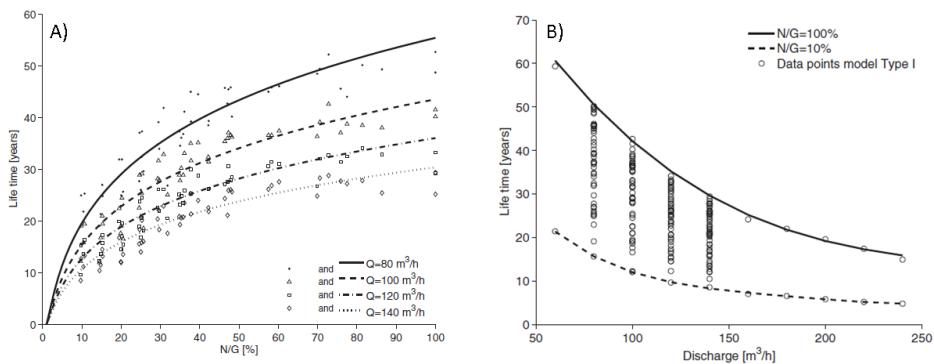 A)
70
60
50
40
30
20
10
0
Life time [years]
0 10 20 30 40 50 60 70 80 90 100
N/G [%]
and Q=80 m³/h
and Q=100 m³/h
and Q=120 m³/h
and Q=140 m³/h
B)
70
60
50
40
30
20
10
0
Life time [years]
50 100 150 200 250
Discharge [m³/h]
N/G=100%
N/G=10%
Data points model Type I